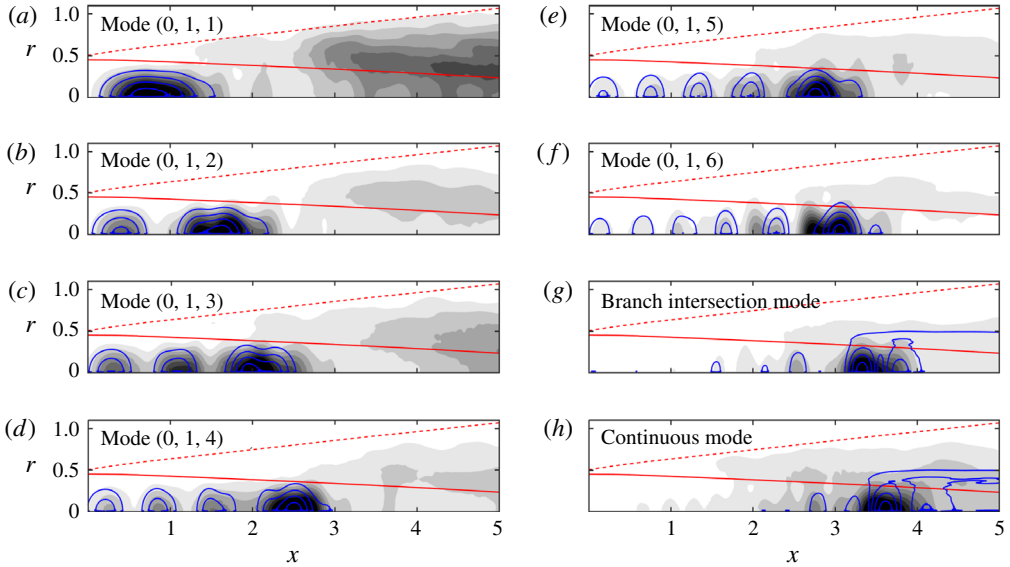 (a) Mode (0, 1, 1)
1.0
r 0.5
0
(b) Mode (0, 1, 2)
1.0
r 0.5
0
(c) Mode (0, 1, 3)
1.0
r 0.5
0
(d) Mode (0, 1, 4)
1.0
r 0.5
0
1 2 3 4 5
x
(e) Mode (0, 1, 5)
(f) Mode (0, 1, 6)
(g) Branch intersection mode
(h) Continuous mode
1 2 3 4 5
x